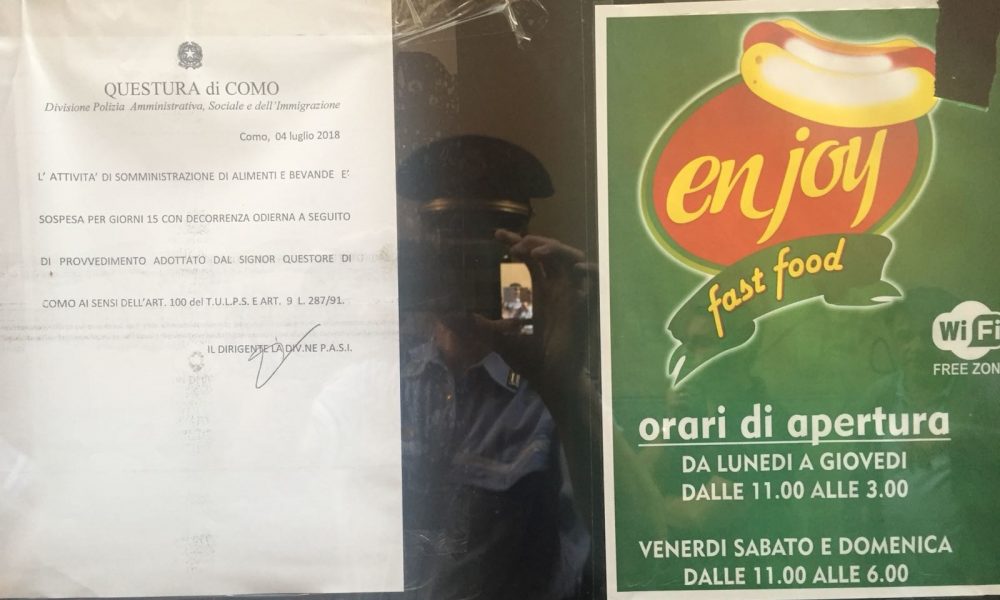 QUESTURA di COMO
Divisione Polizia Amministrativa, Sociale e dell'Immigrazione
Como, 04 luglio 2018
L' ATTIVITA' DI SOMMINISTRAZIONE DI ALIMENTI E BEVANDE E'
SOSPESA PER GIORNI 15 CON DECORRENZA ODIERNA A SEGUITO
DI PROVVEDIMENTO ADOTTATO DAL SIGNOR QUESTORE DI
COMO AI SENSI DELL'ART. 100 del T.U.L.P.S. E ART. 9 L. 287/91.
IL DIRIGENTE LA DIV.NE P.A.S.I.
enjoy
fast food
Wi Fi
FREE ZON
orari di apertura
DA LUNEDI A GIOVEDI
DALLE 11.00 ALLE 3.00
VENERDI SABATO E DOMENICA
DALLE 11.00 ALLE 6.00